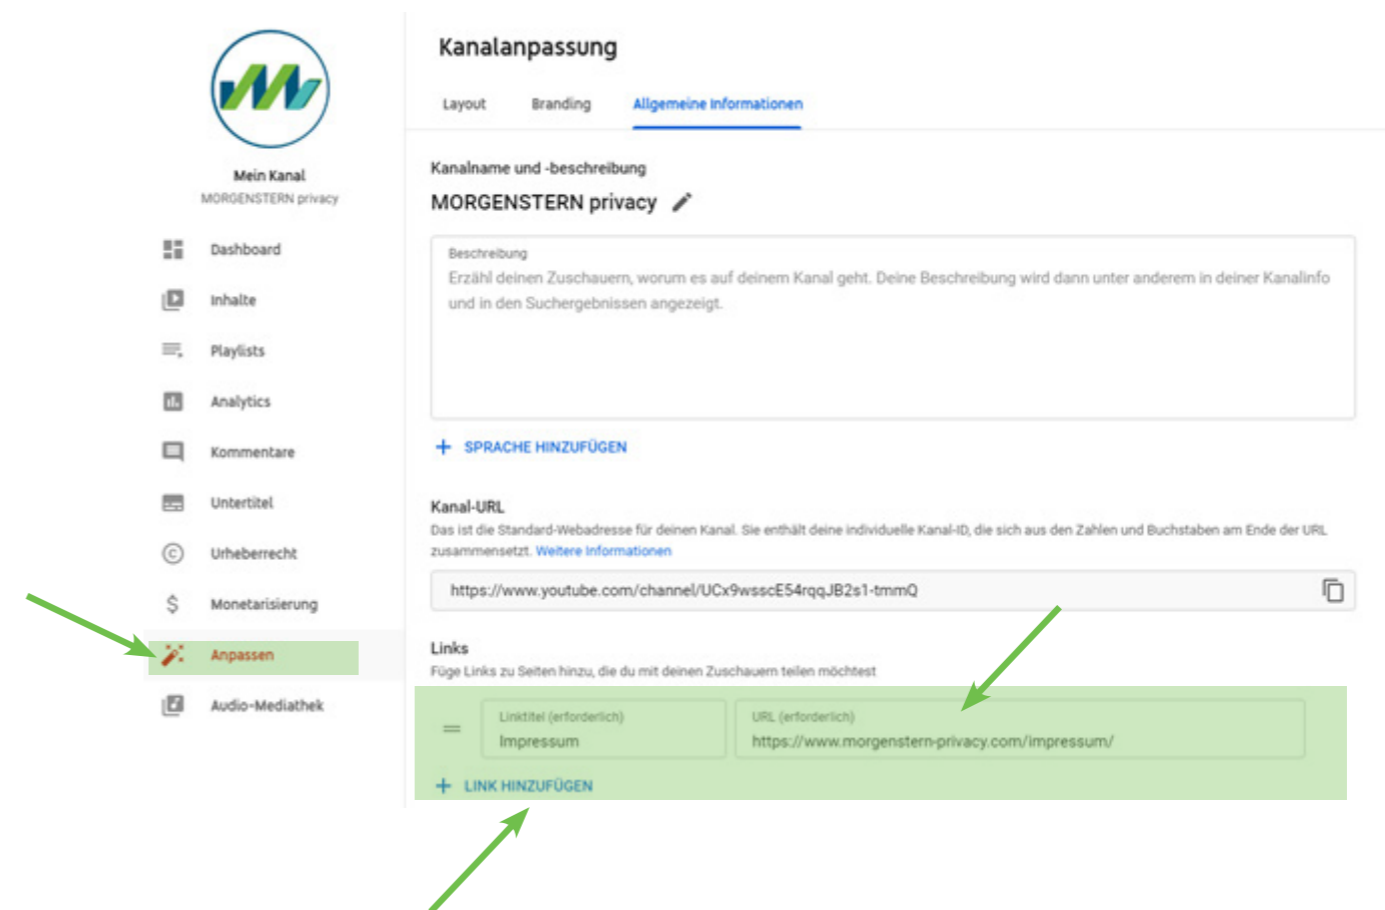 Kanalanpassung
Layout
Branding
Allgemeine Informationen
Mein Kanal
MORGENSTERN privacy
Dashboard
Inhalte
Playlists
Analytics
Kommentare
Untertitel
Urheberrecht
Monetarisierung
Anpassen
Audio-Mediathek
Kanalname und -beschreibung
MORGENSTERN privacy
Beschreibung
Erzähl deinen Zuschauern, worum es auf deinem Kanal geht. Deine Beschreibung wird dann unter anderem in deiner Kanalinfo
und in den Suchergebnissen angezeigt.
+ SPRACHE HINZUFÜGEN
Kanal-URL
Das ist die Standard-Webadresse für deinen Kanal. Sie enthält deine individuelle Kanal-ID, die sich aus den Zahlen und Buchstaben am Ende der URL
zusammensetzt. Weitere Informationen
https://www.youtube.com/channel/UCx9wsscE54rqqJB2s1-tmmQ
Links
Füge Links zu Seiten hinzu, die du mit deinen Zuschauern teilen möchtest
Linktitel (erforderlich)
Impressum
URL (erforderlich)
https://www.morgenstern-privacy.com/impressum/
+ LINK HINZUFÜGEN